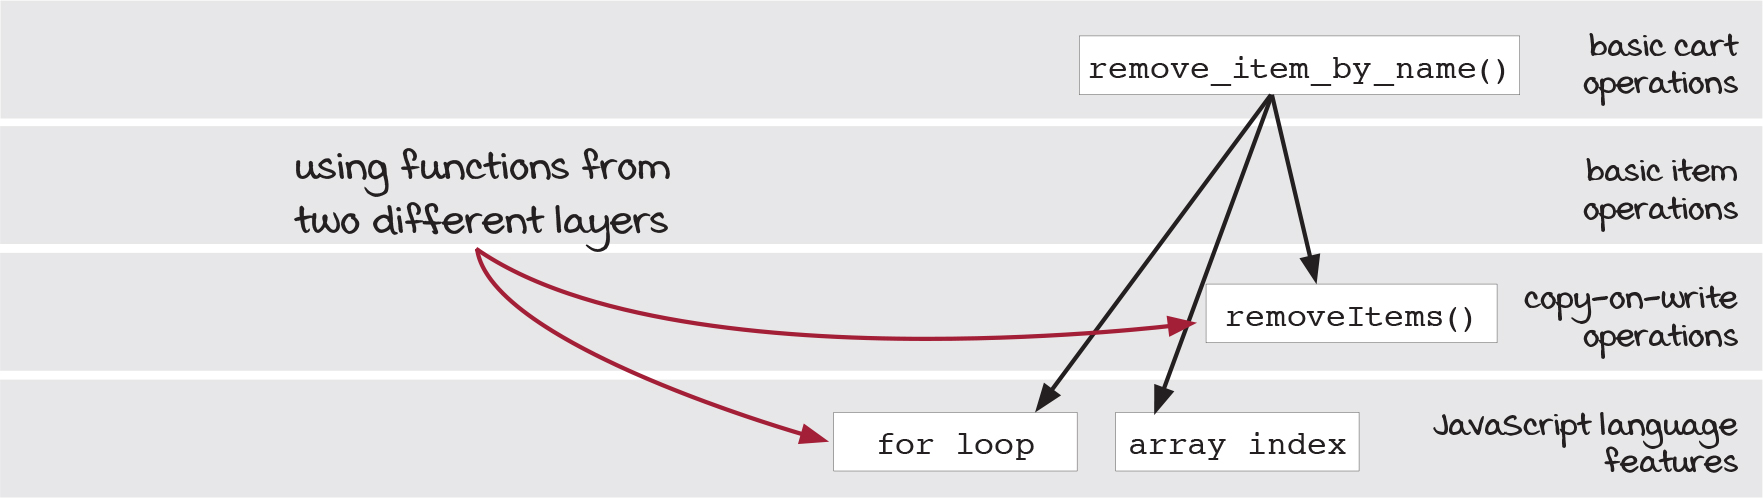 remove_item_by_name()
basic cart
operations
using functions from
two different layers
basic item
operations
removeItems()
copy-on-write
operations
for loop
array index
JavaScript language
features